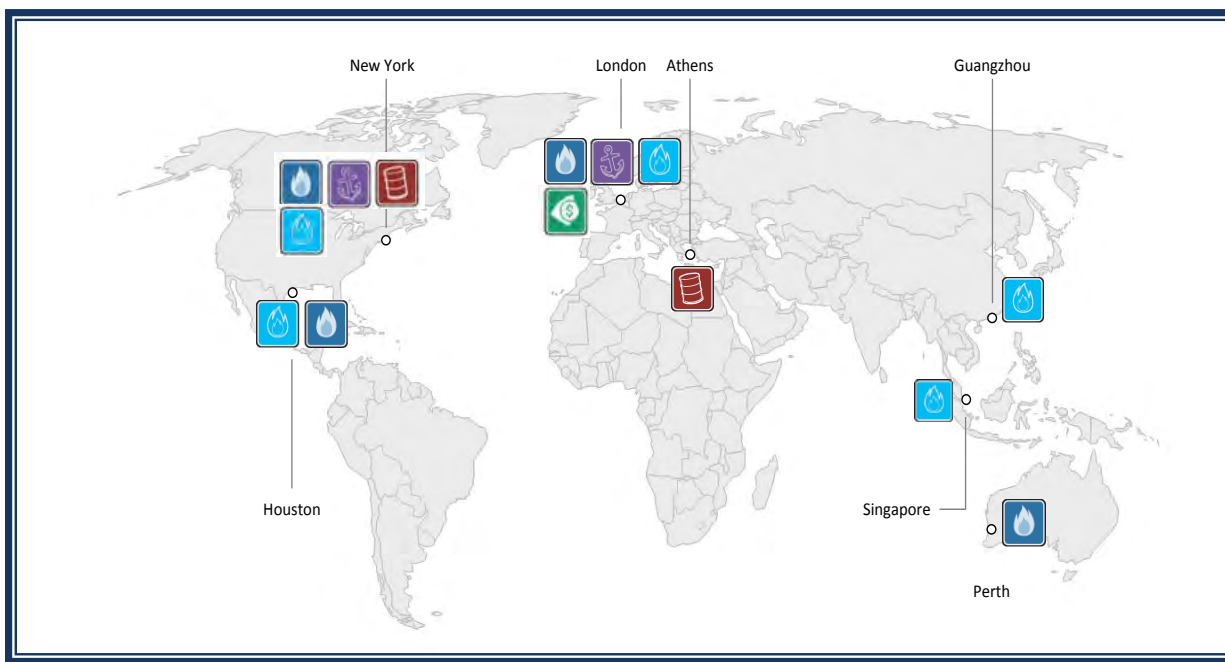 New York
London
Athens
Guangzhou
Houston
Singapore
Perth